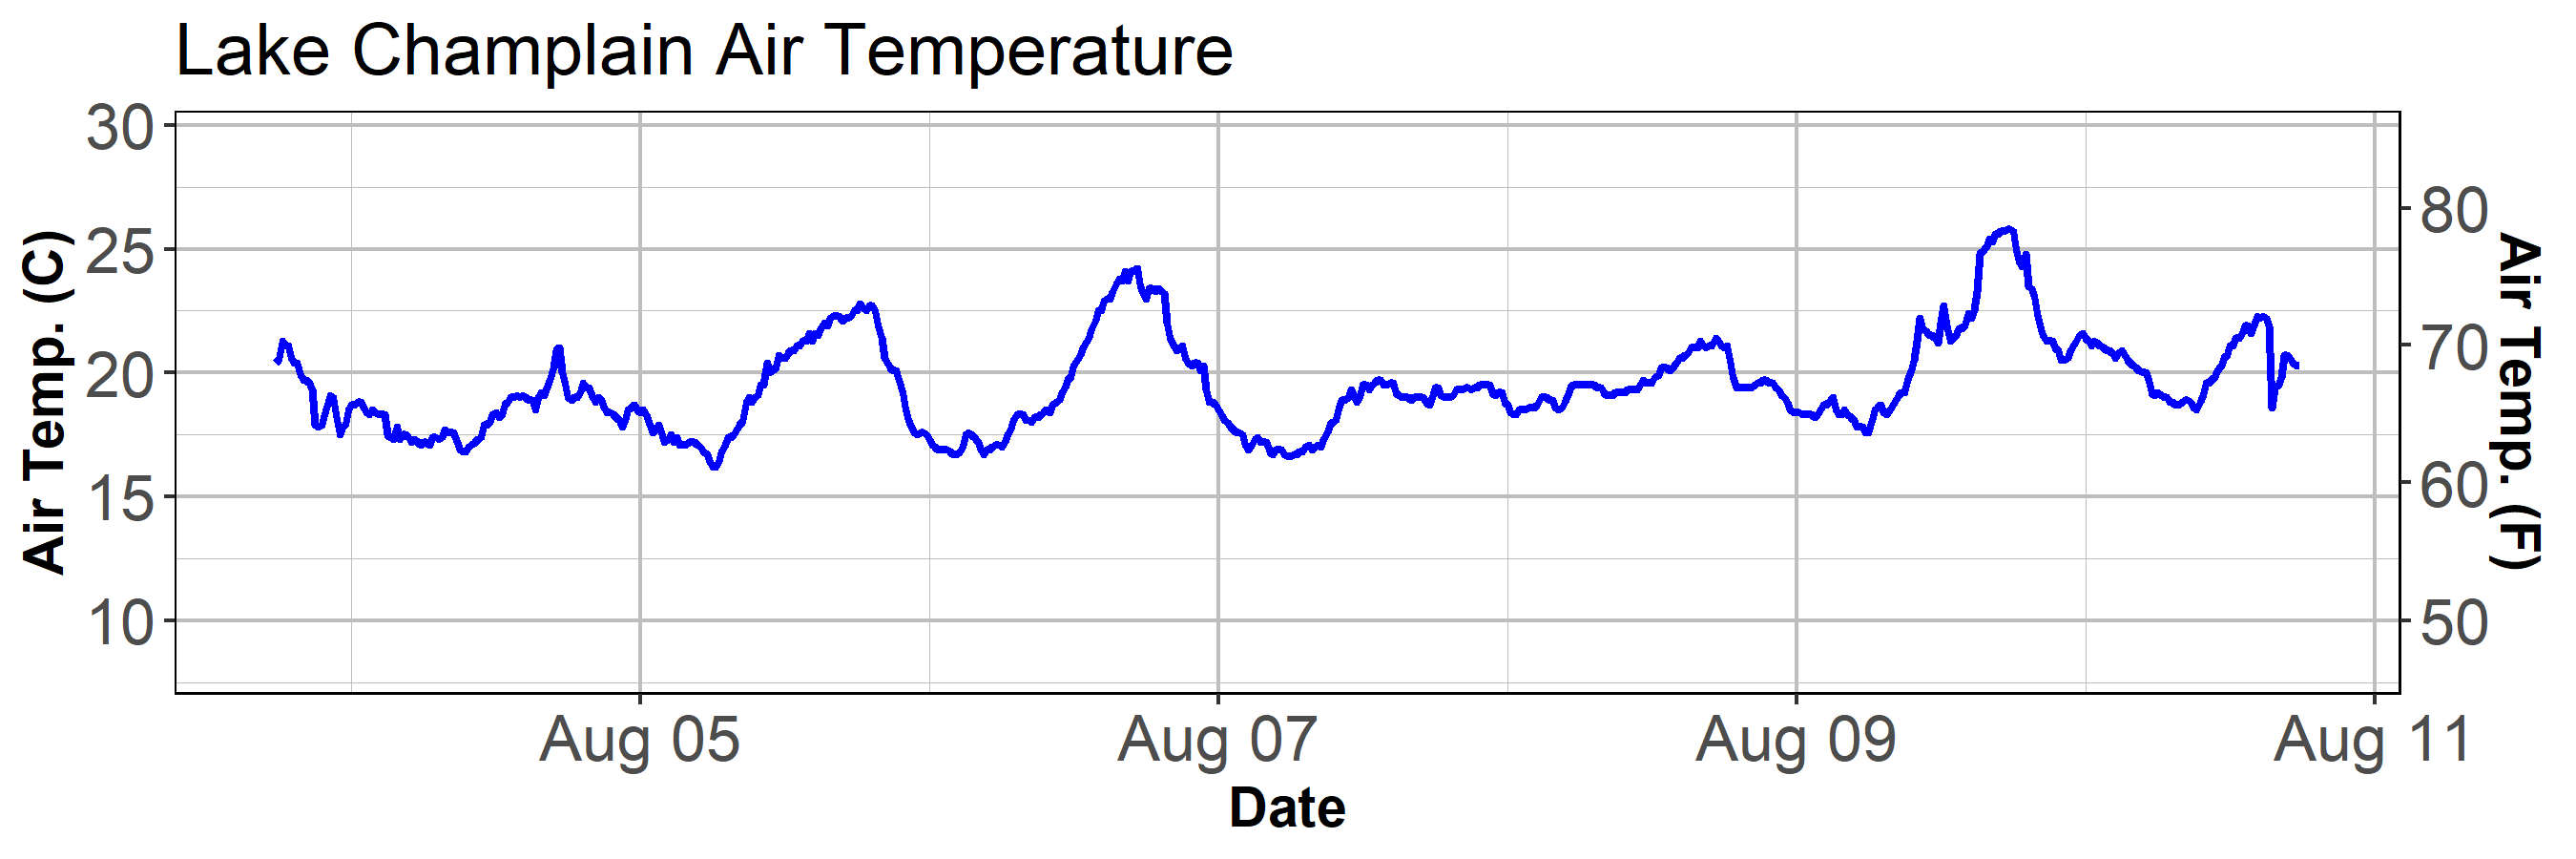 Lake Champlain Air Temperature
30
25
20
15
10
Air Temp. (C)
80
70
60
50
Air Temp. (F)
Aug 05 Aug 07 Aug 09 Aug 11
Date